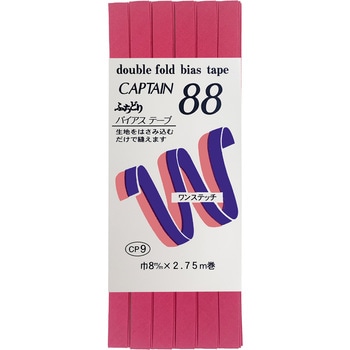 double fold bias tape
CAPTAIN 88
ふちどり
バイアステープ
生地をはさみ込む
だけで縫えます
ワンステッチ
CP9
巾8m/m×2.75m巻